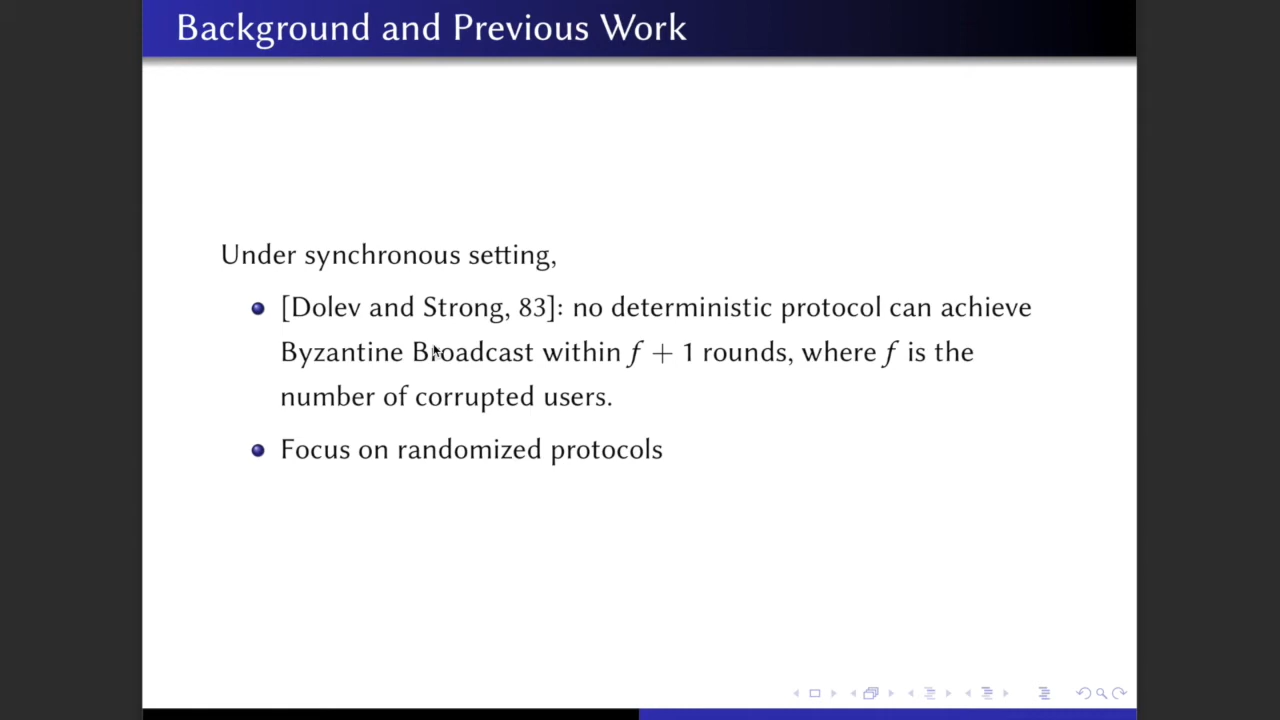 Background and Previous Work
Under synchronous setting,
[Dolev and Strong, 83]: no deterministic protocol can achieve
Byzantine Broadcast within f + 1 rounds, where f is the
number of corrupted users.
Focus on randomized protocols